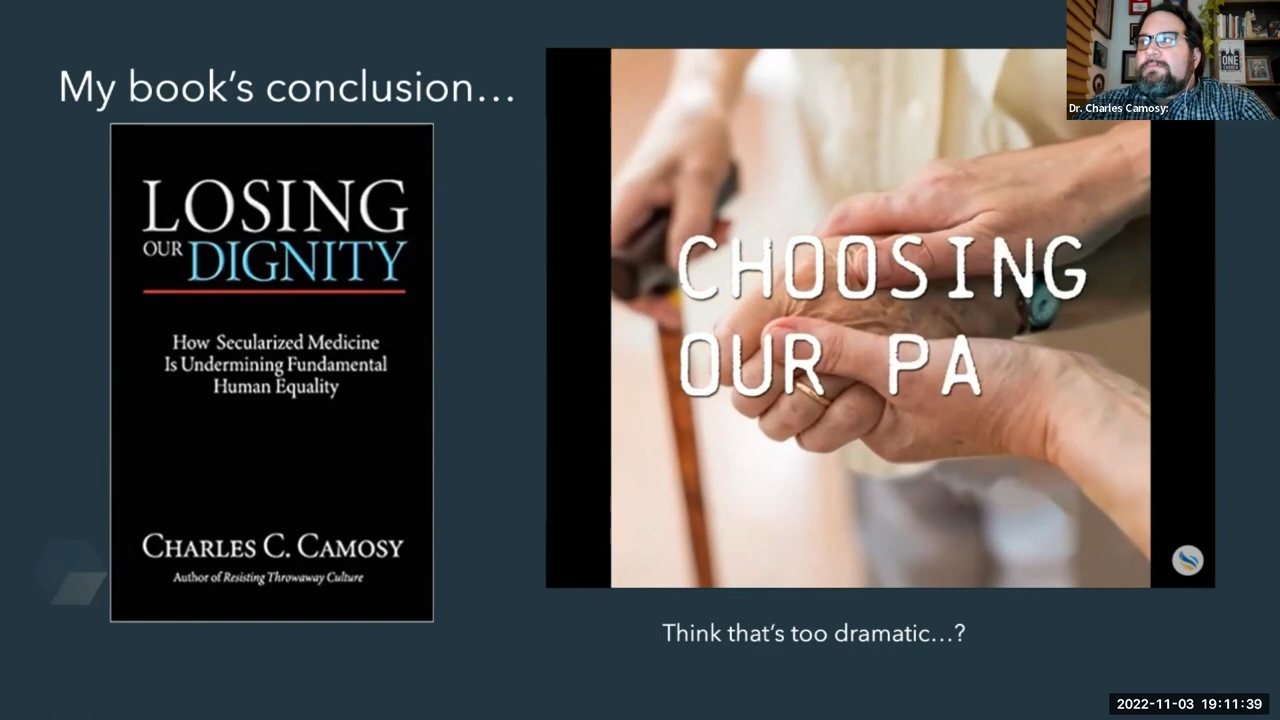 My book's conclusion...
LOSING
OUR DIGNITY
How Secularized Medicine
Is Undermining Fundamental
Human Equality
CHARLES C. CAMOSY
Author of Resisting Throwaway Culture
CHOOSING
OUR PA
Think that's too dramatic...?
ONE
Dr. Charles Camosy:
2022-11-03 19:11:39